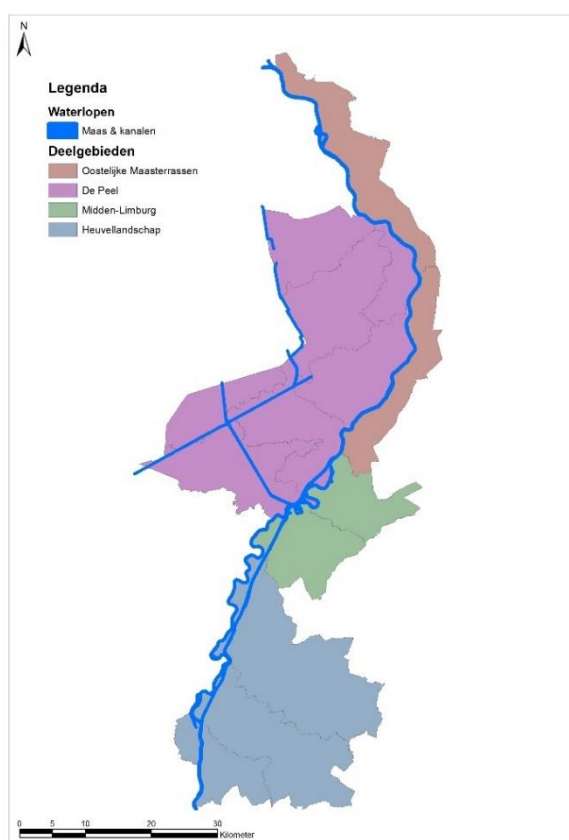 N
Legenda
Waterlopen
Maas & kanalen
Deelgebieden
Oostelijke Maasterrassen
De Peel
Midden-Limburg
Heuvellandschap
0 5 10 20 30
Kilometer